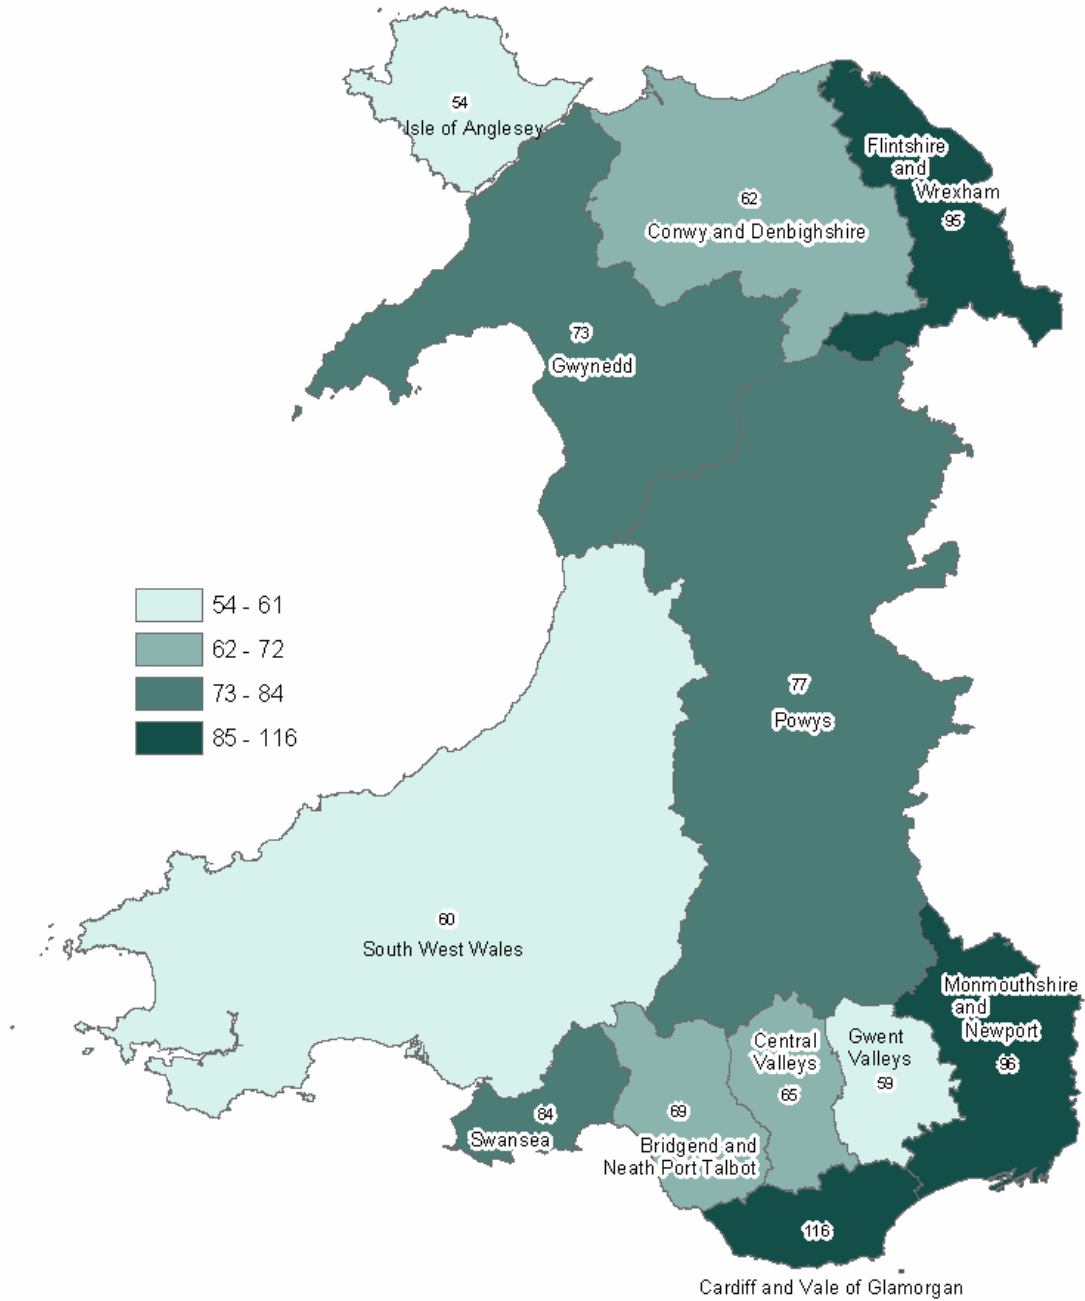 54
Isle of Anglesey
Flintshire
and
Wrexham
95
62
Conwy and Denbighshire
73
Gwynedd
54 - 61
62 - 72
73 - 84
85 - 116
77
Powys
60
South West Wales
Monmouthshire
and
Newport
96
Central
Valleys
65
Gwent
Valleys
59
84
Swansea
69
Bridgend and
Neath Port Talbot
116
Cardiff and Vale of Glamorgan